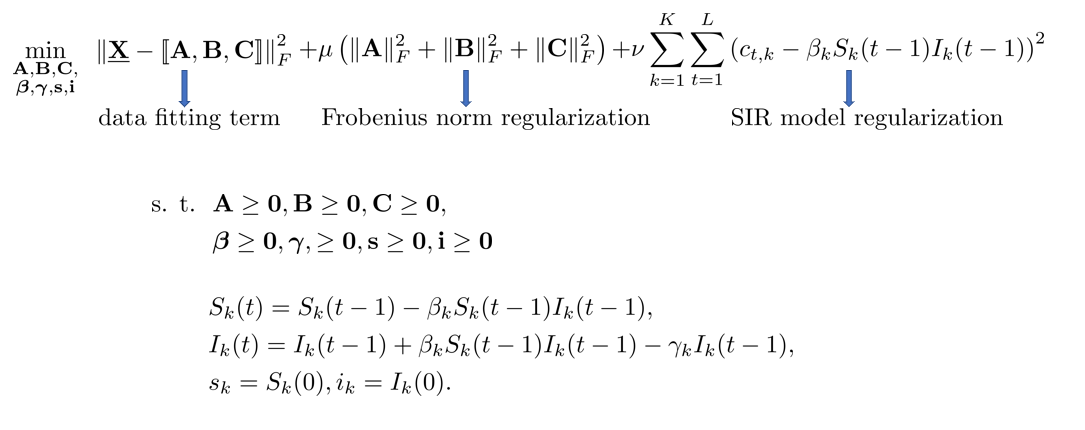 min A,B,C, β,γ,s,i ‖X − ⟦A, B, C⟧‖²_F +μ (‖A‖²_F + ‖B‖²_F + ‖C‖²_F) +ν ∑_{k=1}^{K} ∑_{t=1}^{L} (c_{t,k} − β_k S_k(t − 1)I_k(t − 1))²
data fitting term Frobenius norm regularization SIR model regularization
s. t. A ≥ 0, B ≥ 0, C ≥ 0,
β ≥ 0, γ, ≥ 0, s ≥ 0, i ≥ 0
S_k(t) = S_k(t − 1) − β_k S_k(t − 1)I_k(t − 1),
I_k(t) = I_k(t − 1) + β_k S_k(t − 1)I_k(t − 1) − γ_k I_k(t − 1),
s_k = S_k(0), i_k = I_k(0).